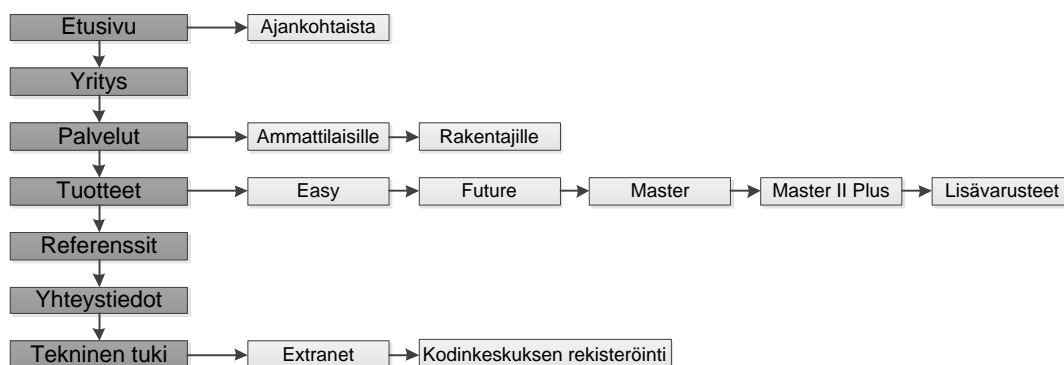 Etusivu
Ajankohtaista
Yritys
Palvelut
Ammattilaisille
Rakentajille
Tuotteet
Easy
Future
Master
Master II Plus
Lisävarusteet
Referenssit
Yhteystiedot
Tekninen tuki
Extranet
Kodinkeskuksen rekisteröinti